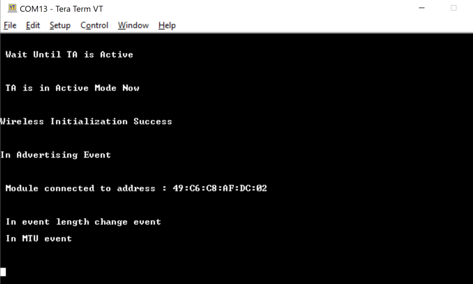 COM13 - Tera Term VT
File Edit Setup Control Window Help
Wait Until TA is Active
TA is in Active Mode Now
Wireless Initialization Success
In Advertising Event
Module connected to address : 49:C6:C8:AF:DC:02
In event length change event
In MTU event